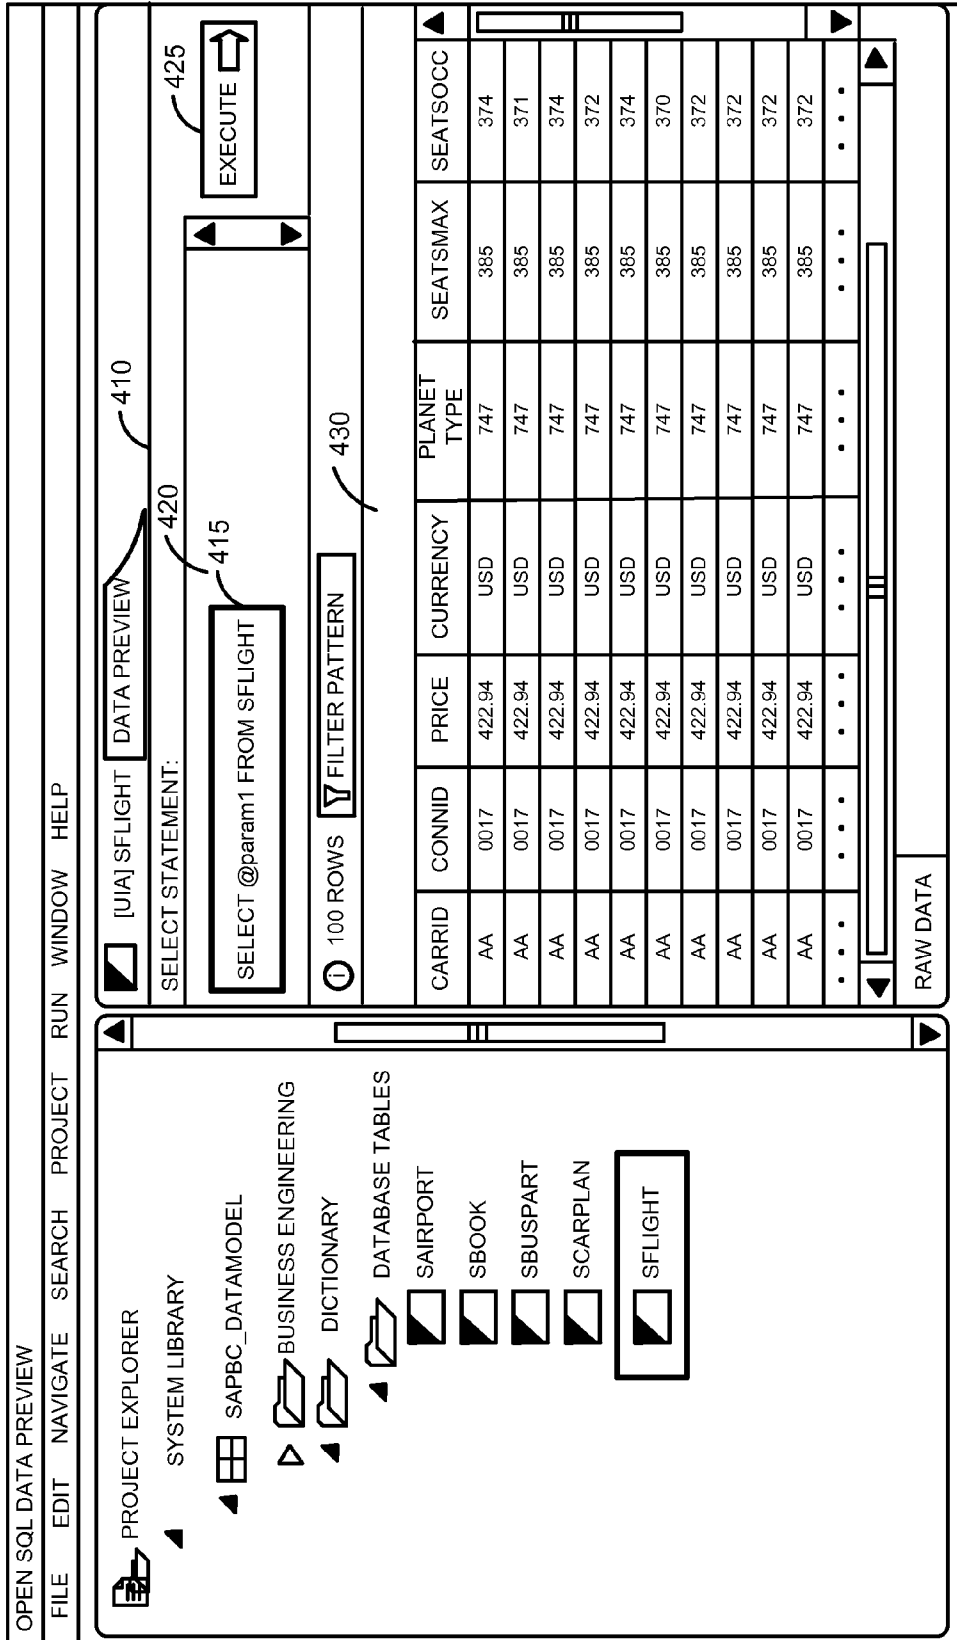 OPEN SQL DATA PREVIEW
FILE EDIT NAVIGATE SEARCH PROJECT RUN WINDOW HELP
PROJECT EXPLORER
SYSTEM LIBRARY
SAPBC_DATAMODEL
BUSINESS ENGINEERING
DICTIONARY
DATABASE TABLES
SAIRPORT
SBOOK
SBUSPART
SCARPLAN
SFLIGHT
[UIA] SFLIGHT DATA PREVIEW
410
SELECT STATEMENT:
420
SELECT @param1 FROM SFLIGHT
415
EXECUTE
425
i 100 ROWS FILTER PATTERN
430
CARRID CONNID PRICE CURRENCY PLANET TYPE SEATSMAX SEATSOCC
AA 0017 422.94 USD 747 385 374
AA 0017 422.94 USD 747 385 371
AA 0017 422.94 USD 747 385 374
AA 0017 422.94 USD 747 385 372
AA 0017 422.94 USD 747 385 374
AA 0017 422.94 USD 747 385 370
AA 0017 422.94 USD 747 385 372
AA 0017 422.94 USD 747 385 372
AA 0017 422.94 USD 747 385 372
AA 0017 422.94 USD 747 385 372
. . . . . . . . . . . . . . . . . . . . .
RAW DATA